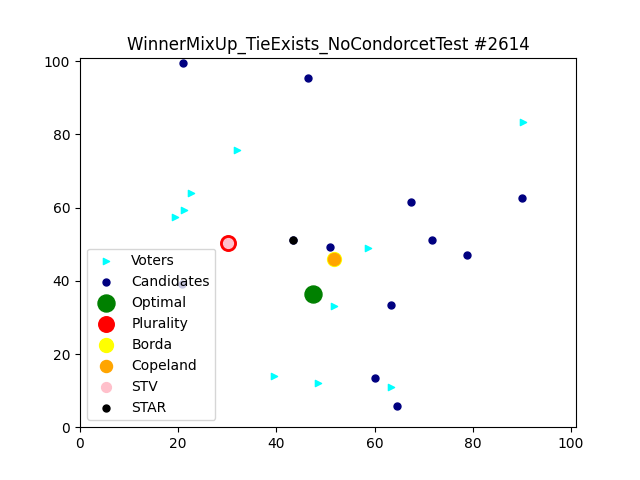 WinnerMixUp_TieExists_NoCondorcetTest #2614
100
80
60
40
20
0
Voters
Candidates
Optimal
Plurality
Borda
Copeland
STV
STAR
0 20 40 60 80 100